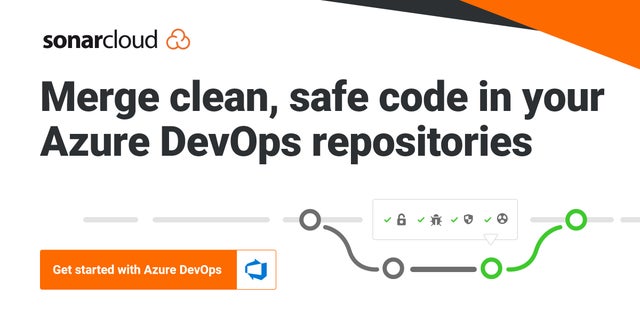 sonarcloud
Merge clean, safe code in your
Azure DevOps repositories
Get started with Azure DevOps